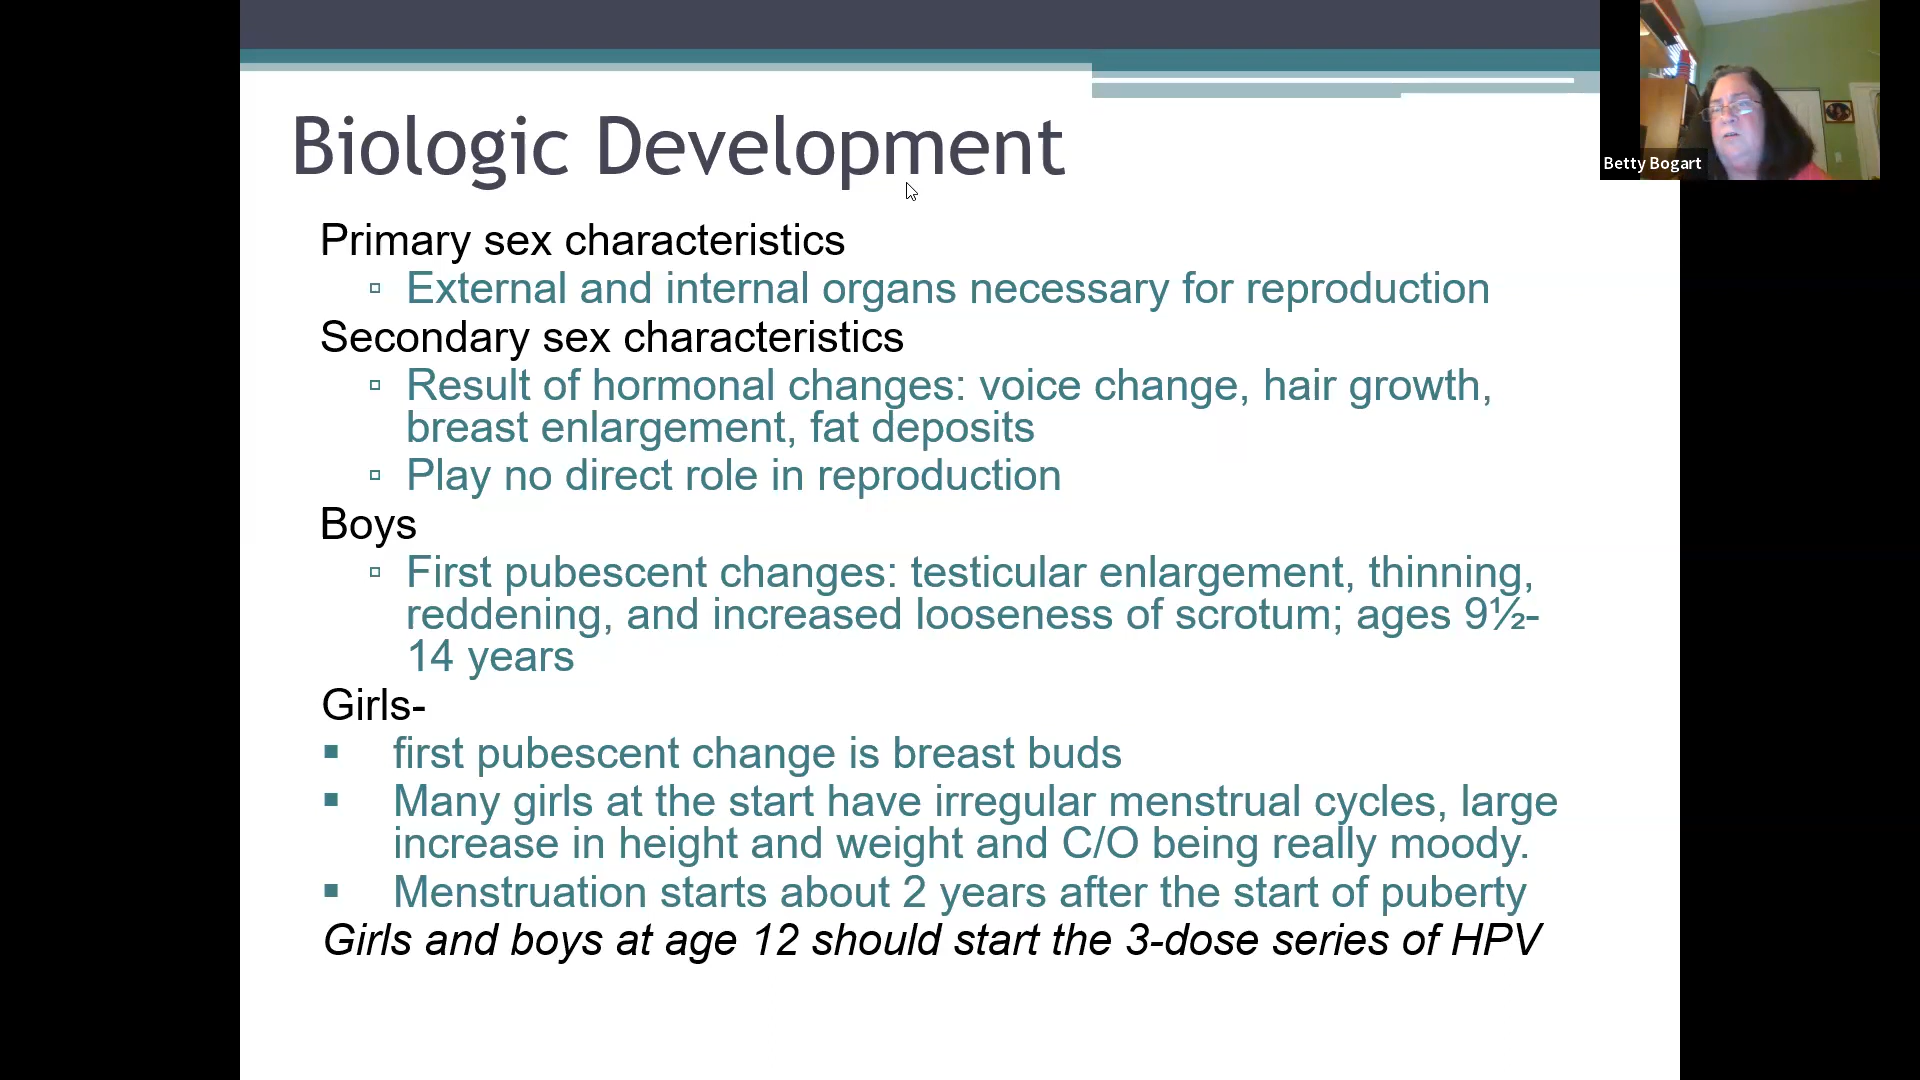 Biologic Development
Betty Bogart
Primary sex characteristics
▫ External and internal organs necessary for reproduction
Secondary sex characteristics
▫ Result of hormonal changes: voice change, hair growth,
breast enlargement, fat deposits
▫ Play no direct role in reproduction
Boys
▫ First pubescent changes: testicular enlargement, thinning,
reddening, and increased looseness of scrotum; ages 9½-
14 years
Girls-
▪ first pubescent change is breast buds
▪ Many girls at the start have irregular menstrual cycles, large
increase in height and weight and C/O being really moody.
▪ Menstruation starts about 2 years after the start of puberty
Girls and boys at age 12 should start the 3-dose series of HPV